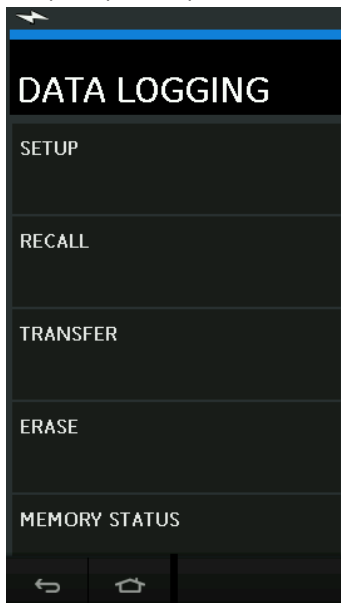 DATA LOGGING
SETUP
RECALL
TRANSFER
ERASE
MEMORY STATUS